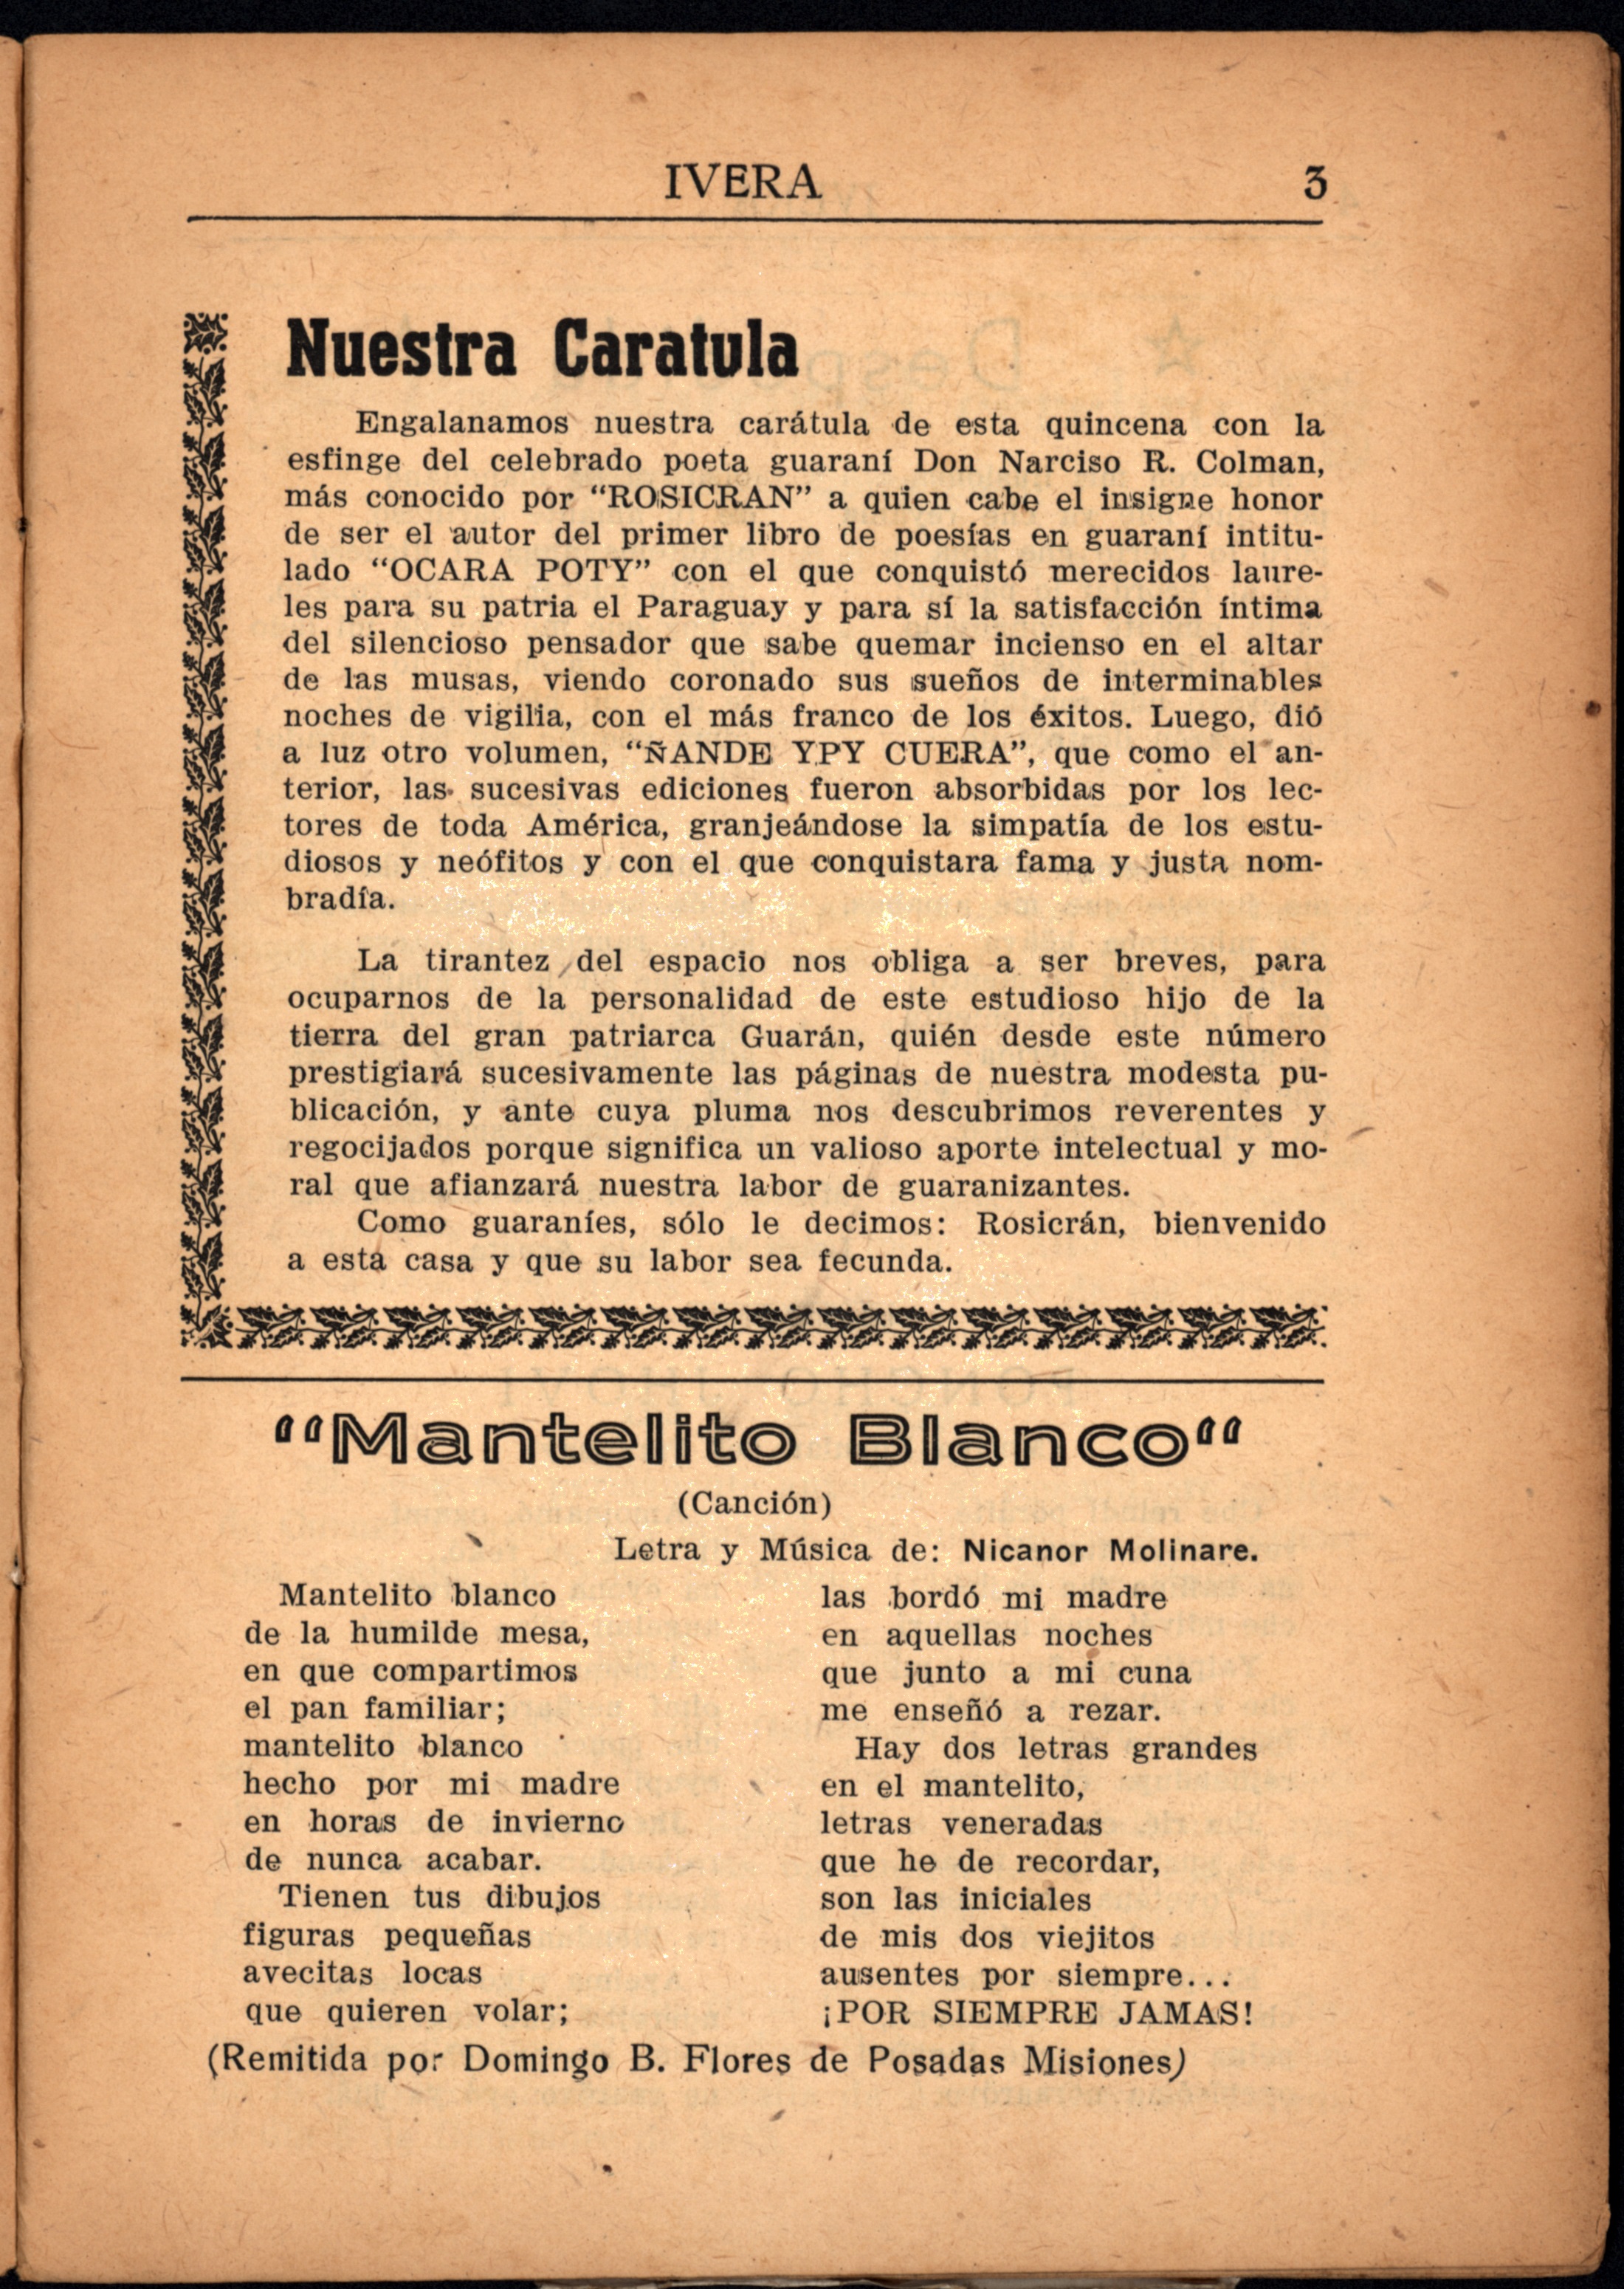 IVERA 3
Nuestra Caratula
Engalanamos nuestra carátula de esta quincena con la
esfinge del celebrado poeta guaraní Don Narciso R. Colman,
más conocido por “ROSICRAN” a quien cabe el insigne honor
de ser el autor del primer libro de poesías en guaraní intitu-
lado “OCARA POTY” con el que conquistó merecidos laure-
les para su patria el Paraguay y para sí la satisfacción íntima
del silencioso pensador que sabe quemar incienso en el altar
de las musas, viendo coronado sus sueños de interminables
noches de vigilia, con el más franco de los éxitos. Luego, dió
a luz otro volumen, “ÑANDE YPY CUERA”, que como el an-
terior, las sucesivas ediciones fueron absorbidas por los lec-
tores de toda América, granjeándose la simpatía de los estu-
diosos y neófitos y con el que conquistara fama y justa nom-
bradía.
La tirantez del espacio nos obliga a ser breves, para
ocuparnos de la personalidad de este estudioso hijo de la
tierra del gran patriarca Guarán, quién desde este número
prestigiará sucesivamente las páginas de nuestra modesta pu-
blicación, y ante cuya pluma nos descubrimos reverentes y
regocijados porque significa un valioso aporte intelectual y mo-
ral que afianzará nuestra labor de guaranizantes.
Como guaraníes, sólo le decimos: Rosicrán, bienvenido
a esta casa y que su labor sea fecunda.
“Mantelito Blanco“
(Canción)
Letra y Música de: Nicanor Molinare.
Mantelito blanco
de la humilde mesa,
en que compartimos
el pan familiar;
mantelito blanco
hecho por mi madre
en horas de invierno
de nunca acabar.
Tienen tus dibujos
figuras pequeñas
avecitas locas
que quieren volar;
las bordó mi madre
en aquellas noches
que junto a mi cuna
me enseñó a rezar.
Hay dos letras grandes
en el mantelito,
letras veneradas
que he de recordar,
son las iniciales
de mis dos viejitos
ausentes por siempre...
¡POR SIEMPRE JAMAS!
(Remitida por Domingo B. Flores de Posadas Misiones)